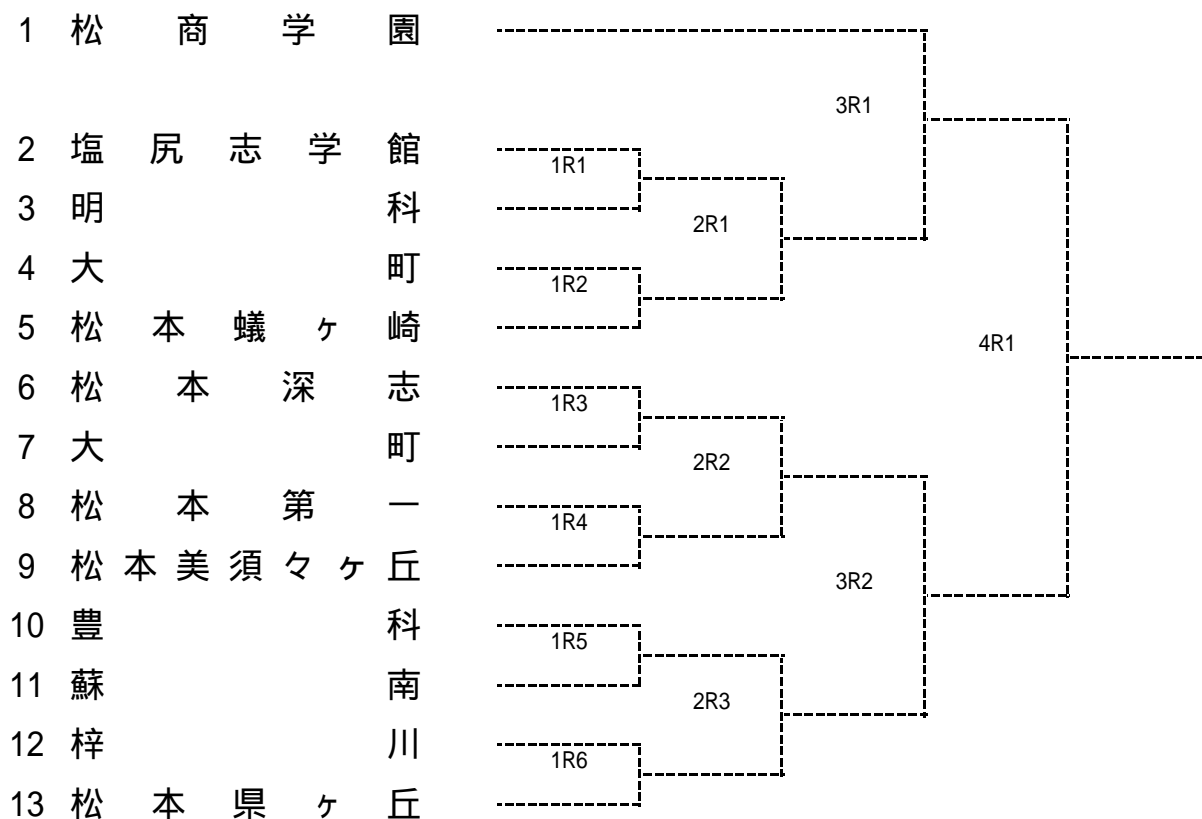 1 松商学園
3R1
2 塩尻志学館
1R1
3 明科
2R1
4 大町
1R2
5 松本蟻ヶ崎
4R1
6 松本深志
1R3
7 大町
2R2
8 松本第一
1R4
9 松本美須々ヶ丘
3R2
10 豊科
1R5
11 蘇南
2R3
12 梓川
1R6
13 松本県ヶ丘